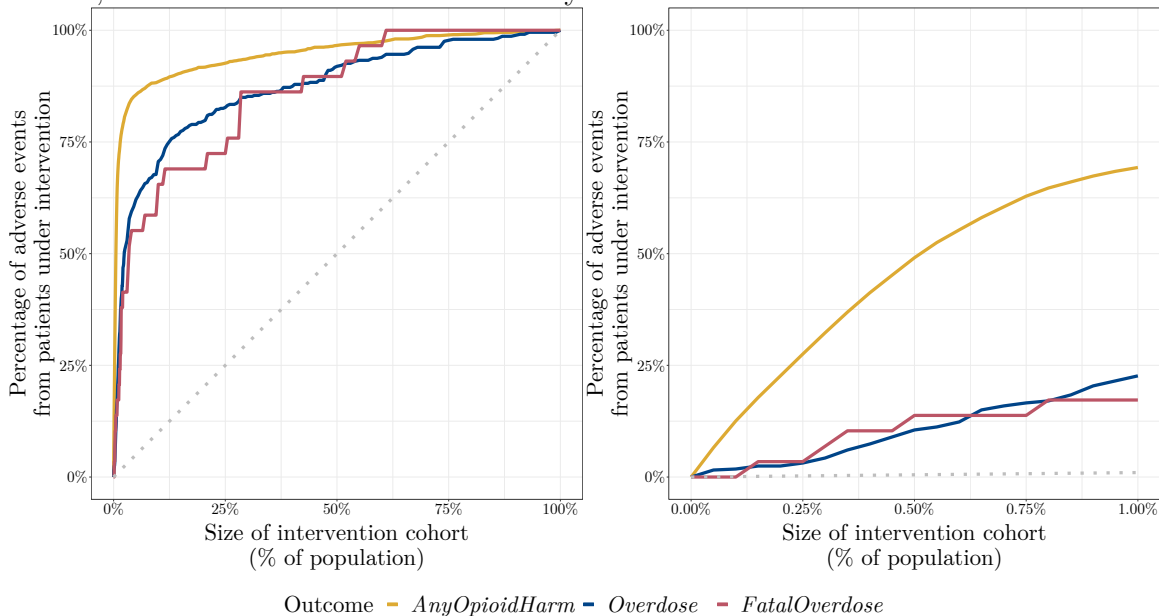 100%
75%
50%
25%
0%
Percentage of adverse events
from patients under intervention
0%
25%
50%
75%
100%
Size of intervention cohort
(% of population)
100%
75%
50%
25%
0%
Percentage of adverse events
from patients under intervention
0.00%
0.25%
0.50%
0.75%
1.00%
Size of intervention cohort
(% of population)
Outcome AnyOpioidHarm Overdose FatalOverdose